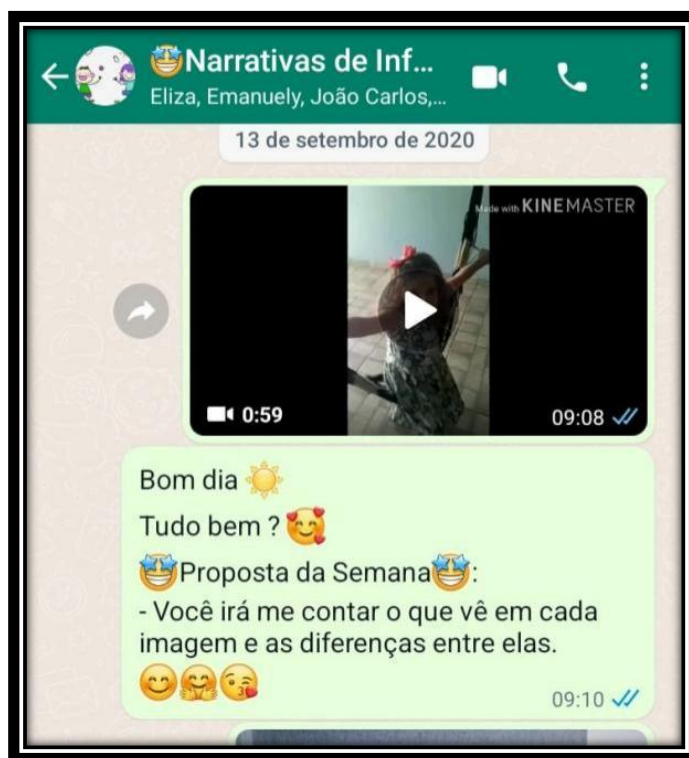 🤩Narrativas de Inf...
Eliza, Emanuely, João Carlos,...
13 de setembro de 2020
Made with KINEMASTER
0:59
09:08
Bom dia ☀️
Tudo bem ? 🥰
🤩Proposta da Semana🤩:
- Você irá me contar o que vê em cada
imagem e as diferenças entre elas.
😊🤗😘
09:10